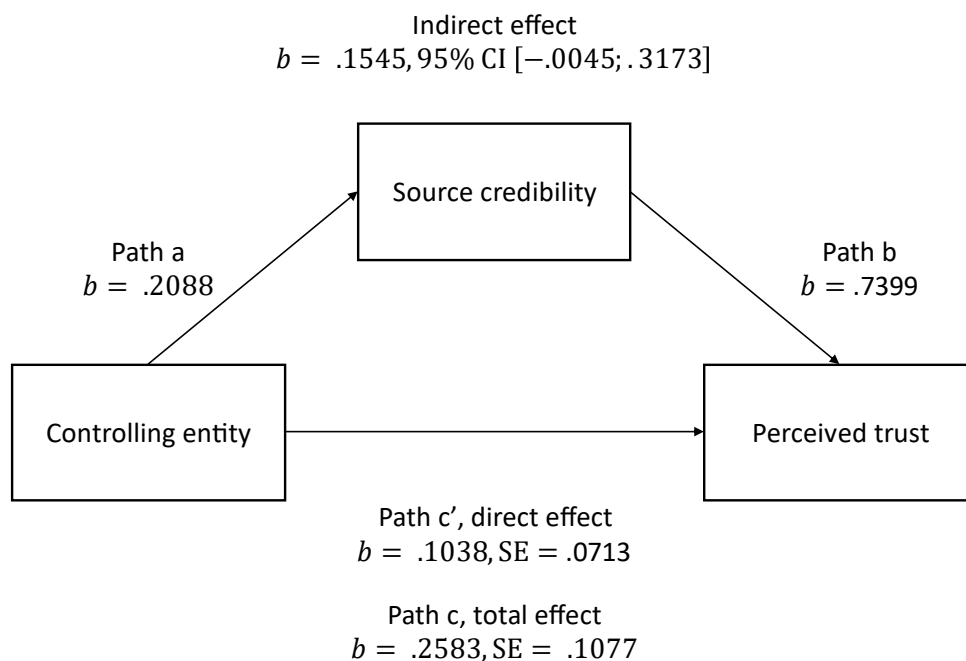 Indirect effect
b = .1545, 95% CI [−.0045; .3173]
Source credibility
Path a
b = .2088
Path b
b = .7399
Controlling entity
Perceived trust
Path c’, direct effect
b = .1038, SE = .0713
Path c, total effect
b = .2583, SE = .1077